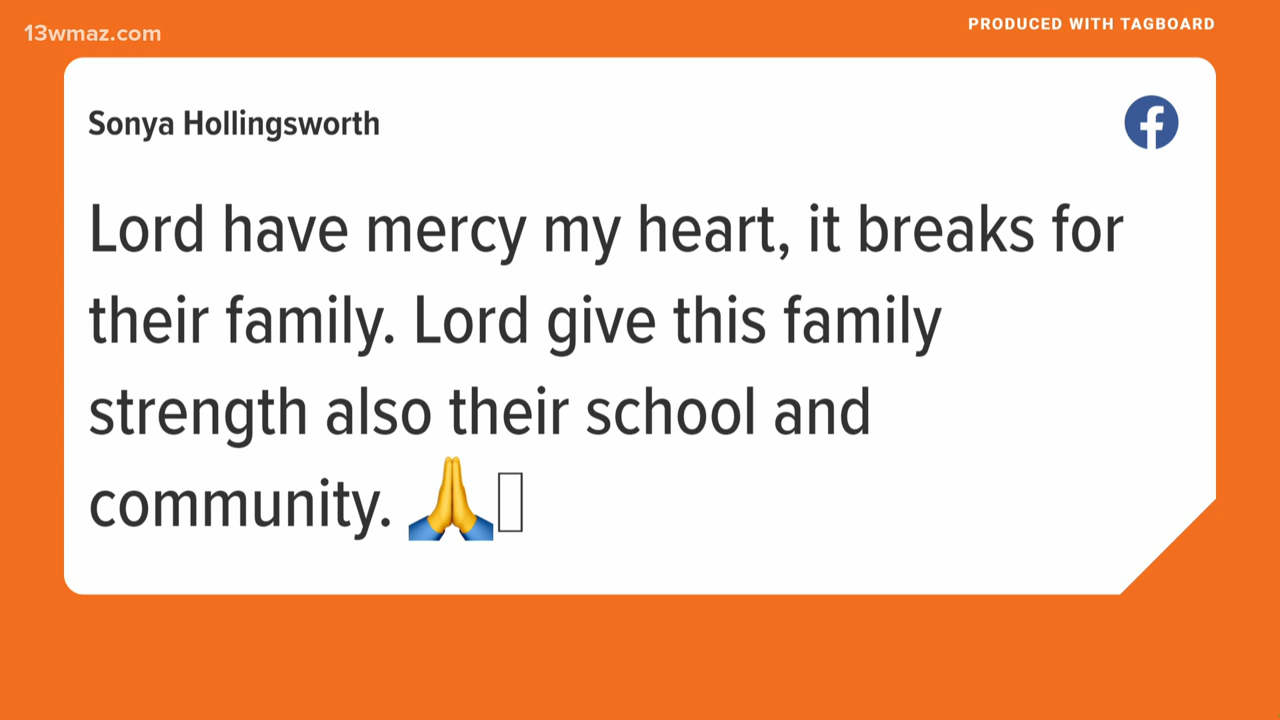 13wmaz.com
PRODUCED WITH TAGBOARD
Sonya Hollingsworth
Lord have mercy my heart, it breaks for
their family. Lord give this family
strength also their school and
community. 🙏